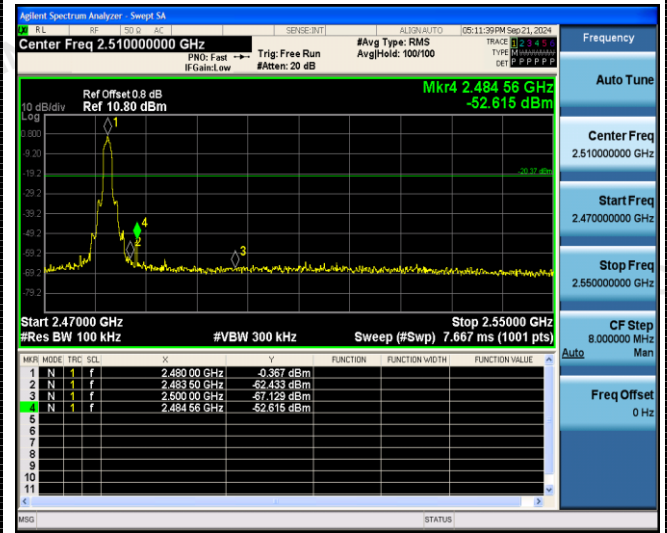 Agilent Spectrum Analyzer - Swept SA
RL RF 50 Ω AC SENSE:INT ALIGNAUTO 05:11:39PM Sep 21, 2024
Center Freq 2.510000000 GHz
PNO: Fast
IFGain:Low
Trig: Free Run
#Atten: 20 dB
#Avg Type: RMS
Avg|Hold: 100/100
TRACE 1 2 3 4 5 6
TYPE M
DET P P P P P P
Frequency
Auto Tune
Center Freq
2.510000000 GHz
Start Freq
2.470000000 GHz
Stop Freq
2.550000000 GHz
CF Step
8.000000 MHz
Auto Man
Freq Offset
0 Hz
Mkr4 2.484 56 GHz
-52.615 dBm
Ref Offset 0.8 dB
10 dB/div Ref 10.80 dBm
Log
0.800
-9.20
-19.2
-29.2
-39.2
-49.2
-59.2
-69.2
-79.2
1
-20.37 dBm
4
2
3
Start 2.47000 GHz Stop 2.55000 GHz
#Res BW 100 kHz #VBW 300 kHz Sweep (#Swp) 7.667 ms (1001 pts)
MKR MODE TRC SCL X Y FUNCTION FUNCTION WIDTH FUNCTION VALUE
1 N 1 f 2.480 00 GHz -0.367 dBm
2 N 1 f 2.483 50 GHz -62.433 dBm
3 N 1 f 2.500 00 GHz -67.129 dBm
4 N 1 f 2.484 56 GHz -52.615 dBm
5
6
7
8
9
10
11
MSG STATUS